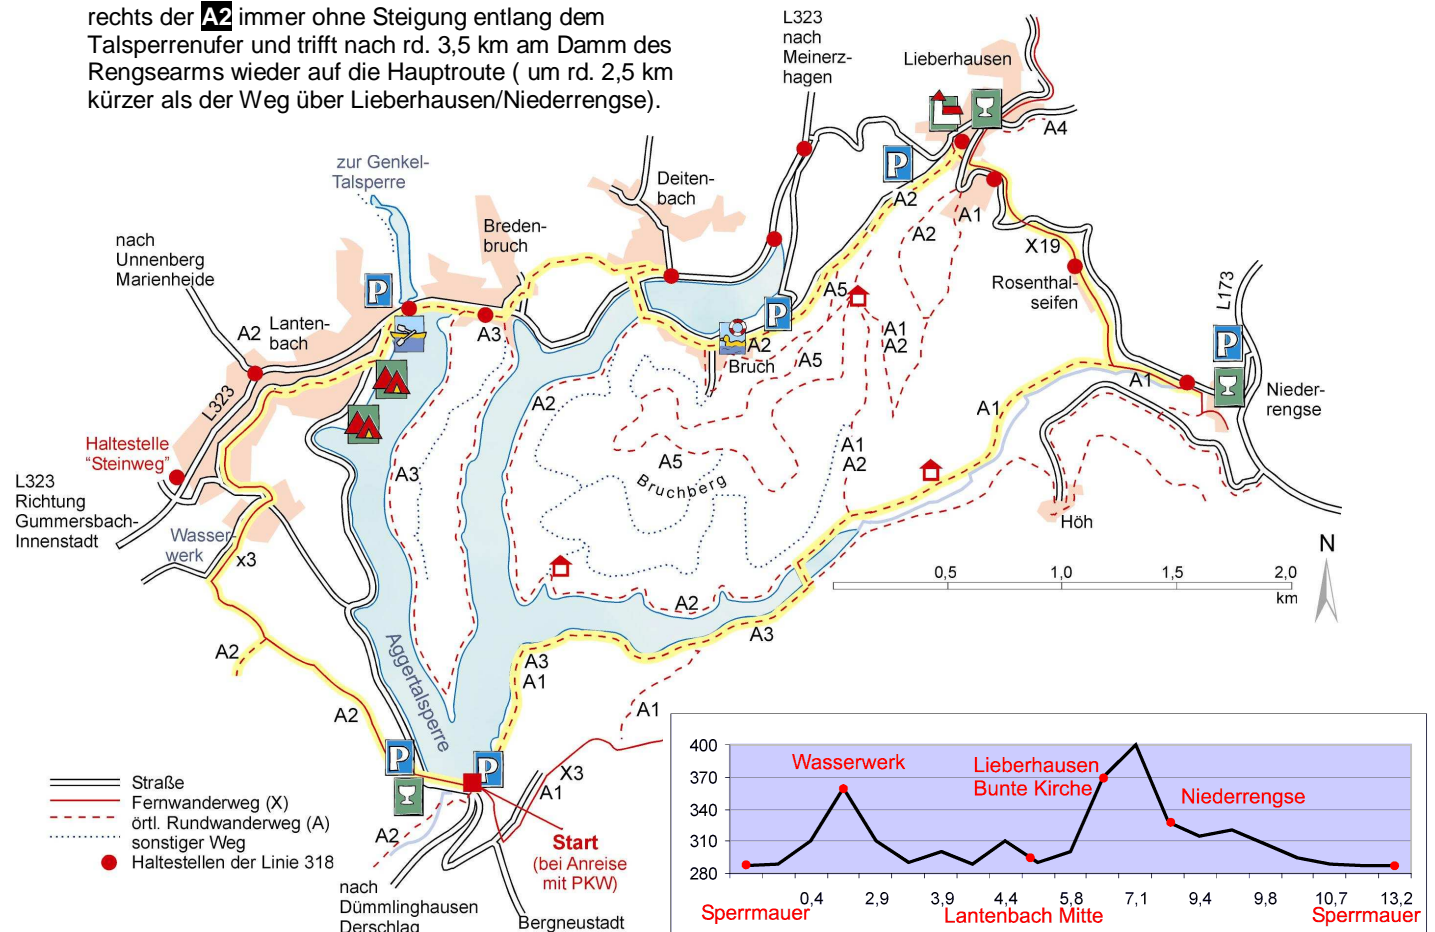 rechts der A2 immer ohne Steigung entlang dem
Talsperrenufer und trifft nach rd. 3,5 km am Damm des
Rengsearms wieder auf die Hauptroute ( um rd. 2,5 km
kürzer als der Weg über Lieberhausen/Niederrengse).
L323
nach
Meinerz-
hagen
Lieberhausen
A4
P
zur Genkel-
Talsperre
Deiten-
bach
Breden-
bruch
A2
A1
A2
X19
nach
Unnenberg
Marienheide
P
Rosenthal-
seifen
L173
A2
Lanten-
bach
A3
P
A5
A1
A2
A2
Bruch
A5
P
A1
Nieder-
rengse
L323
A2
A1
Haltestelle
"Steinweg"
A3
A5
Bruchberg
A1
A2
L323
Richtung
Gummersbach-
Innenstadt
Wasser-
werk
x3
Höh
N
0,5
1,0
1,5
2,0
km
A2
A3
A2
Aggertalsperre
A3
A1
A2
A1
P
P
X3
A1
A2
Start
(bei Anreise
mit PKW)
nach
Dümmlinghausen
Derschlag
Bergneustadt
Straße
Fernwanderweg (X)
örtl. Rundwanderweg (A)
sonstiger Weg
Haltestellen der Linie 318
400
370
340
310
280
Wasserwerk
Lieberhausen
Bunte Kirche
Niederrengse
0,4
2,9
3,9
4,4
5,8
7,1
9,4
9,8
10,7
13,2
Sperrmauer
Lantenbach Mitte
Sperrmauer